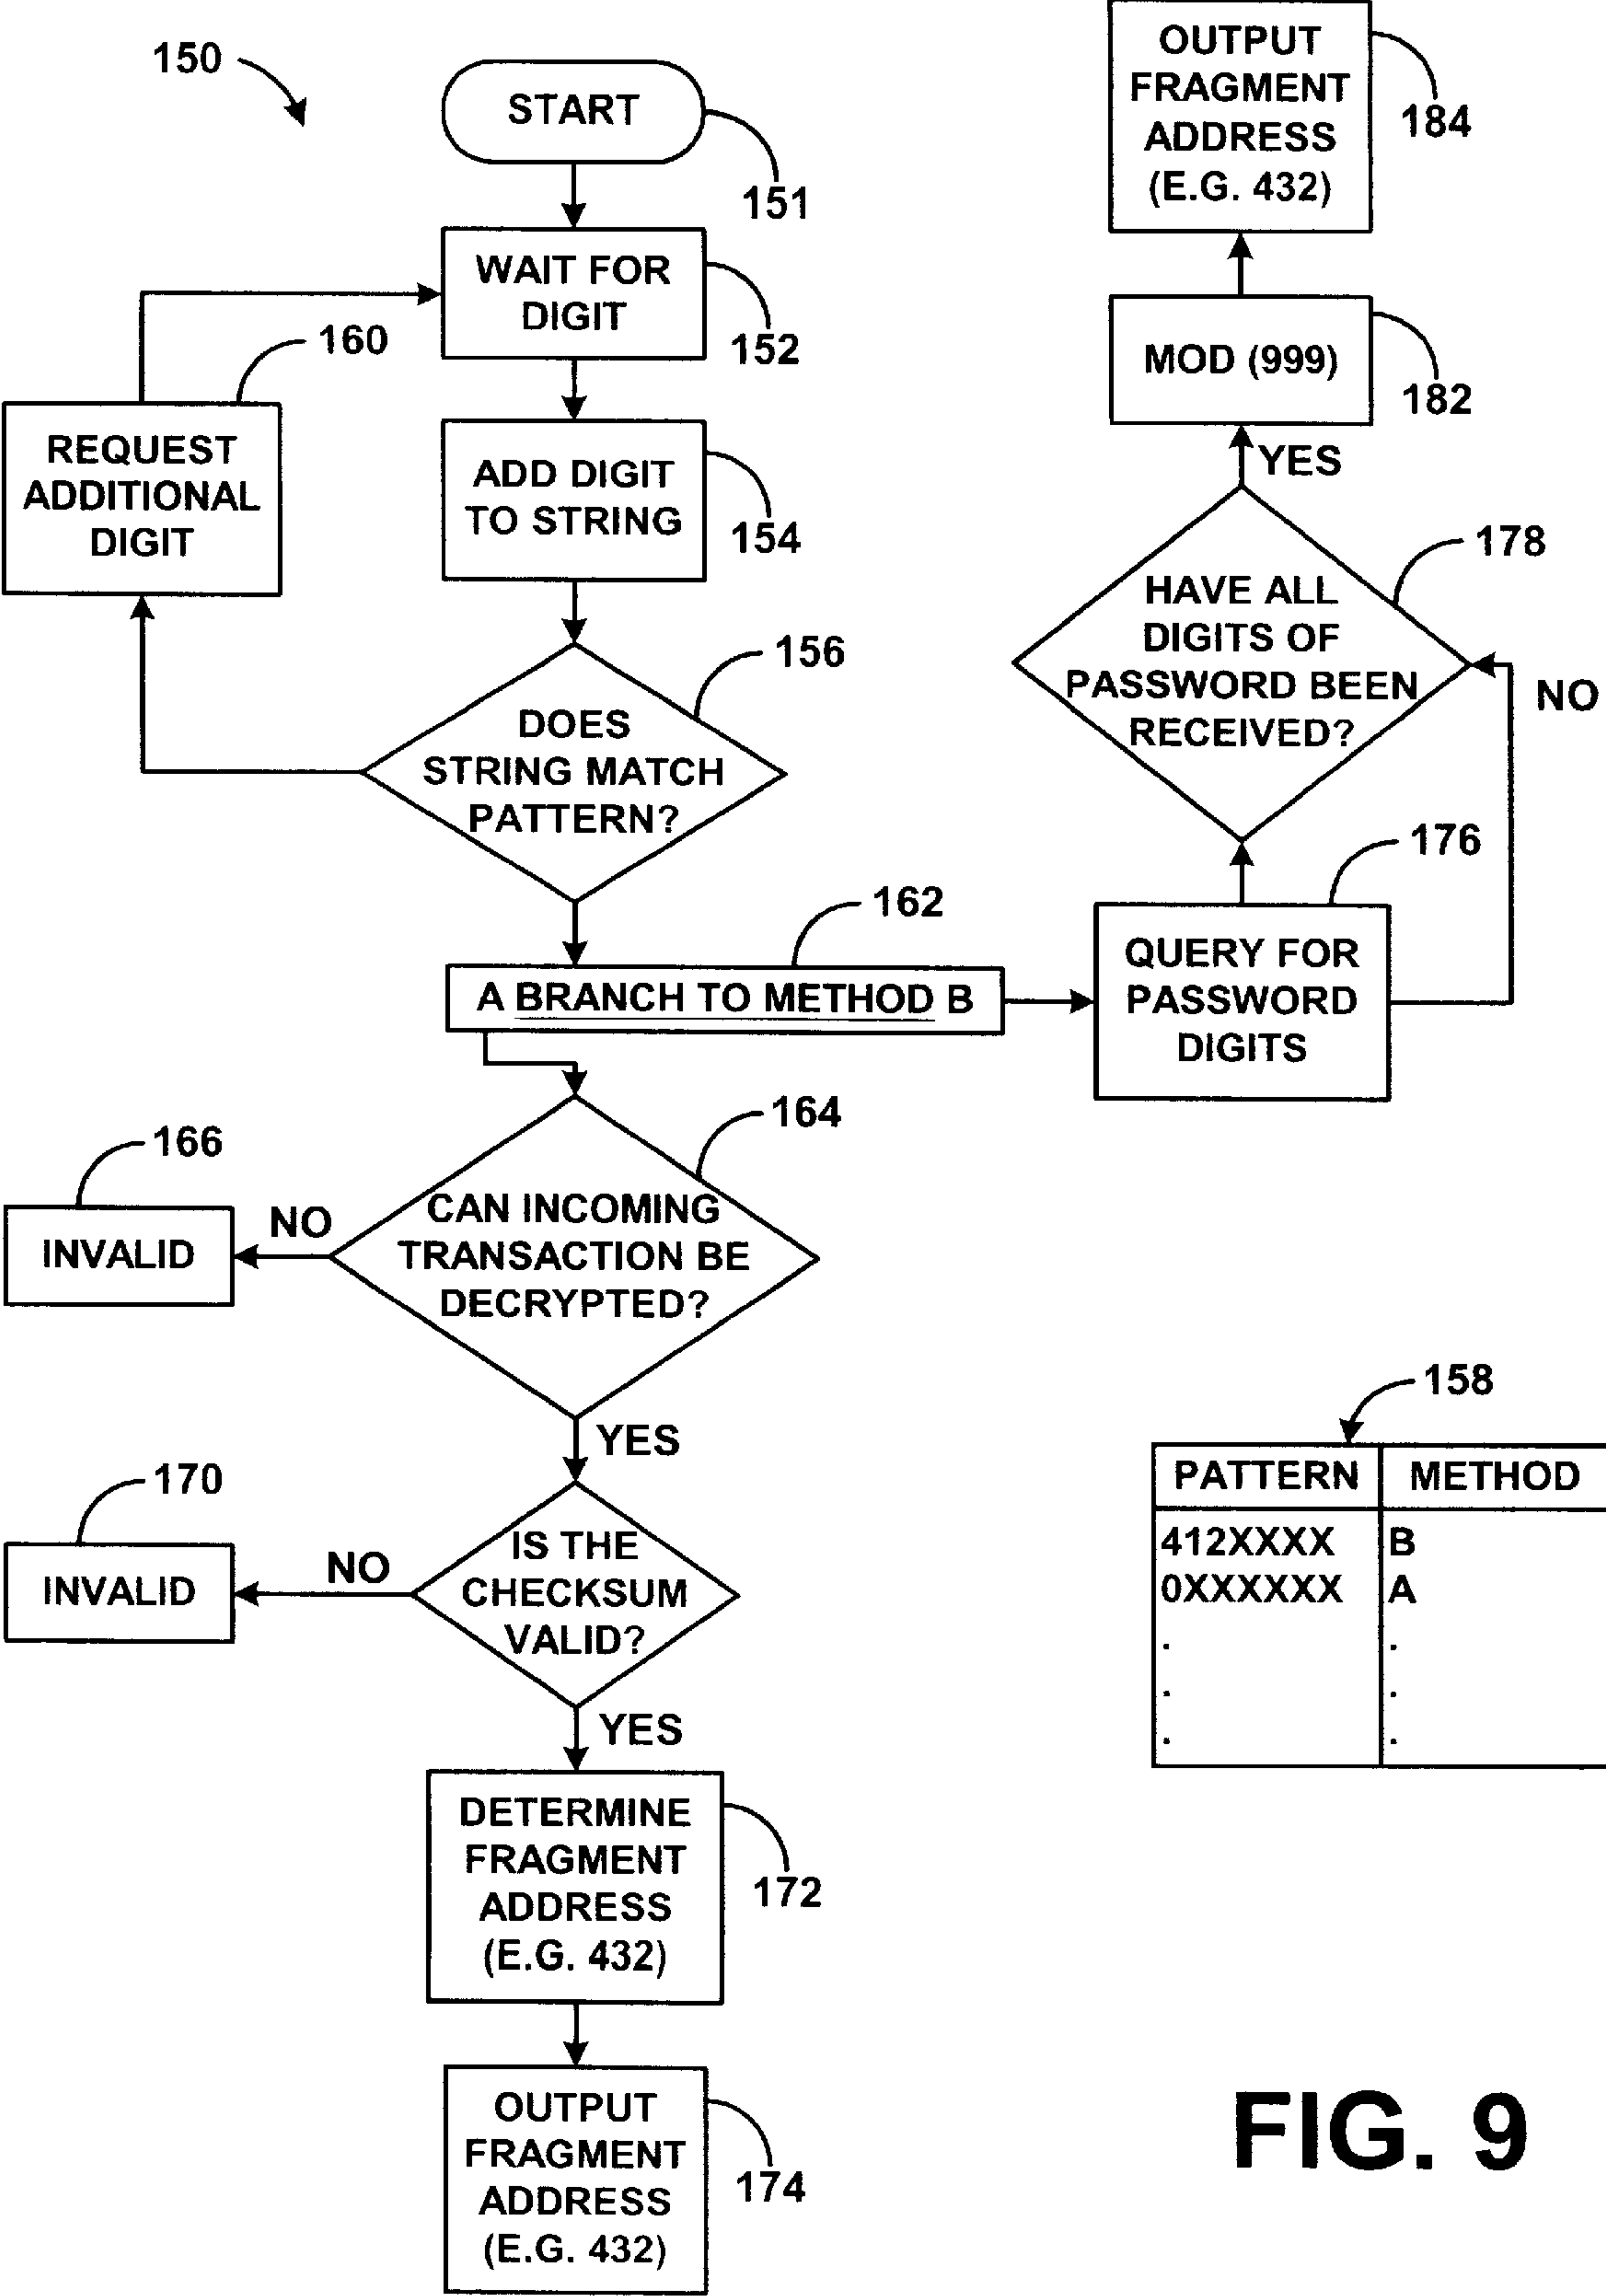 150
START
151
WAIT FOR
DIGIT
152
160
REQUEST
ADDITIONAL
DIGIT
ADD DIGIT
TO STRING
154
156
DOES
STRING MATCH
PATTERN?
162
A BRANCH TO METHOD B
164
CAN INCOMING
TRANSACTION BE
DECRYPTED?
NO
166
INVALID
YES
IS THE
CHECKSUM
VALID?
NO
170
INVALID
YES
DETERMINE
FRAGMENT
ADDRESS
(E.G. 432)
172
OUTPUT
FRAGMENT
ADDRESS
(E.G. 432)
174
OUTPUT
FRAGMENT
ADDRESS
(E.G. 432)
184
MOD (999)
182
YES
178
HAVE ALL
DIGITS OF
PASSWORD BEEN
RECEIVED?
NO
176
QUERY FOR
PASSWORD
DIGITS
158
PATTERN METHOD
412XXXX B
0XXXXXX A
. .
. .
. .
FIG. 9